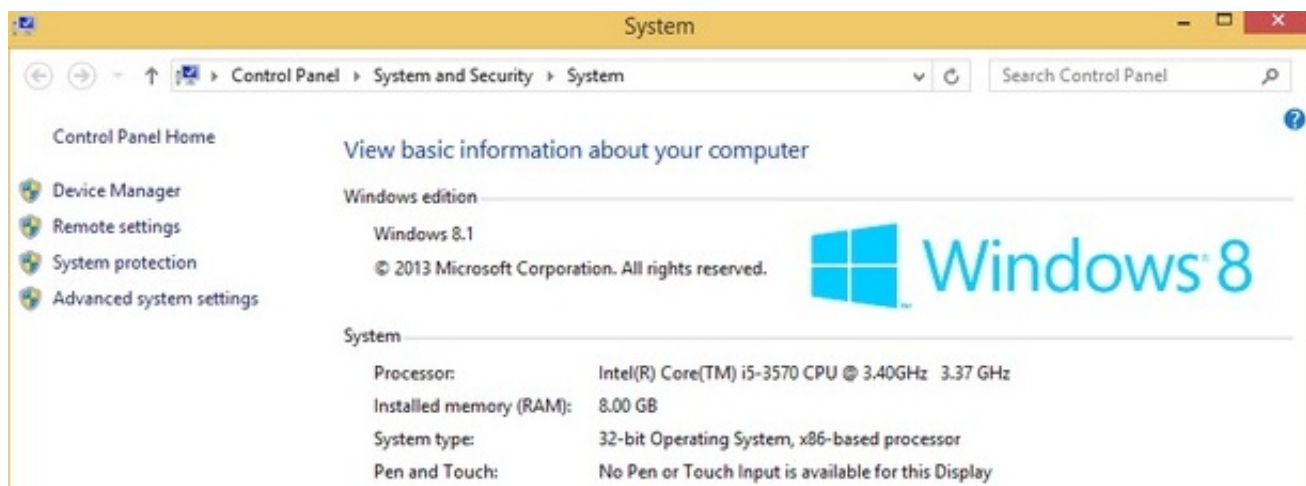 System
Control Panel ▸ System and Security ▸ System
Search Control Panel
Control Panel Home
Device Manager
Remote settings
System protection
Advanced system settings
View basic information about your computer
Windows edition
Windows 8.1
© 2013 Microsoft Corporation. All rights reserved.
Windows® 8
System
Processor: Intel(R) Core(TM) i5-3570 CPU @ 3.40GHz 3.37 GHz
Installed memory (RAM): 8.00 GB
System type: 32-bit Operating System, x86-based processor
Pen and Touch: No Pen or Touch Input is available for this Display